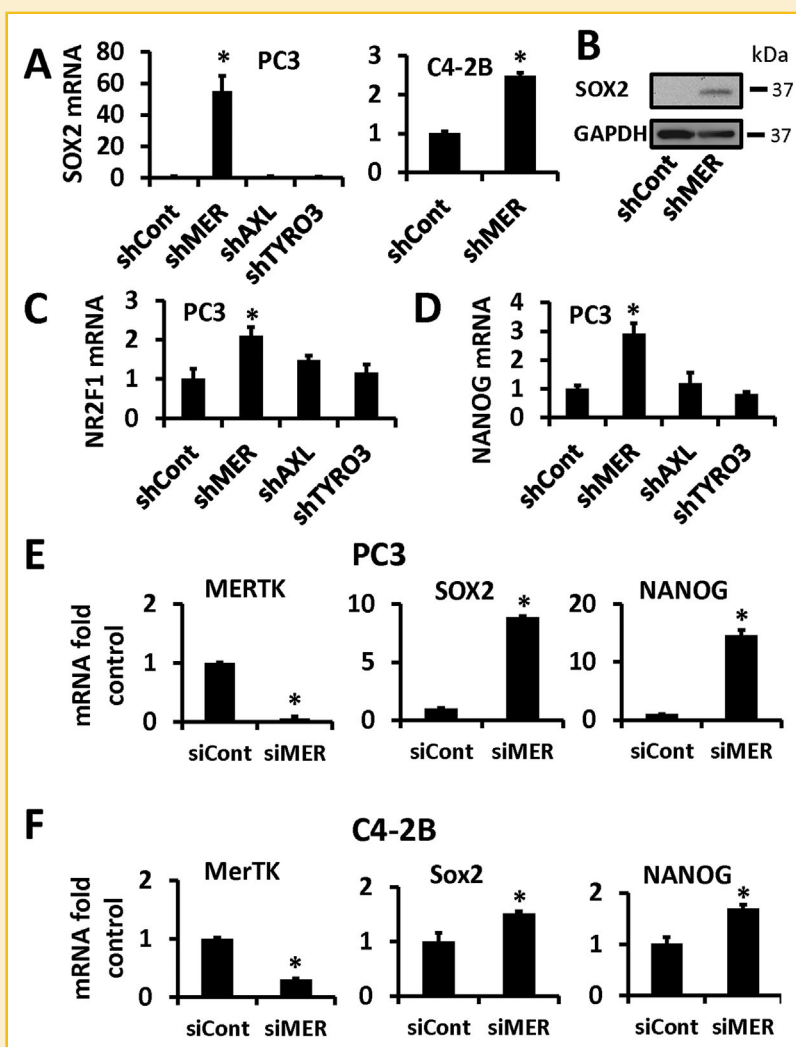 A
SOX2 mRNA
80
60
40
20
0
*
PC3
shCont
shMER
shAXL
shTYRO3
C4-2B
3
2
1
0
*
shCont
shMER
B
kDa
SOX2
37
GAPDH
37
shCont
shMER
C
NR2F1 mRNA
3
2
1
0
PC3
*
shCont
shMER
shAXL
shTYRO3
D
NANOG mRNA
4
3
2
1
0
PC3
*
shCont
shMER
shAXL
shTYRO3
E
PC3
mRNA fold
control
MERTK
2
1
0
*
siCont siMER
SOX2
10
5
0
*
siCont siMER
NANOG
20
10
0
*
siCont siMER
F
C4-2B
mRNA fold
control
MerTK
2
1
0
*
siCont siMER
Sox2
2
1
0
*
siCont siMER
NANOG
2
1
0
*
siCont siMER